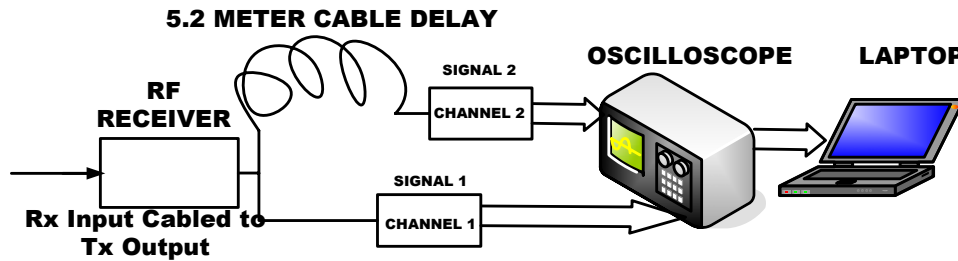 5.2 METER CABLE DELAY
SIGNAL 2
OSCILLOSCOPE
LAPTOP
RF
RECEIVER
CHANNEL 2
SIGNAL 1
CHANNEL 1
Rx Input Cabled to
Tx Output